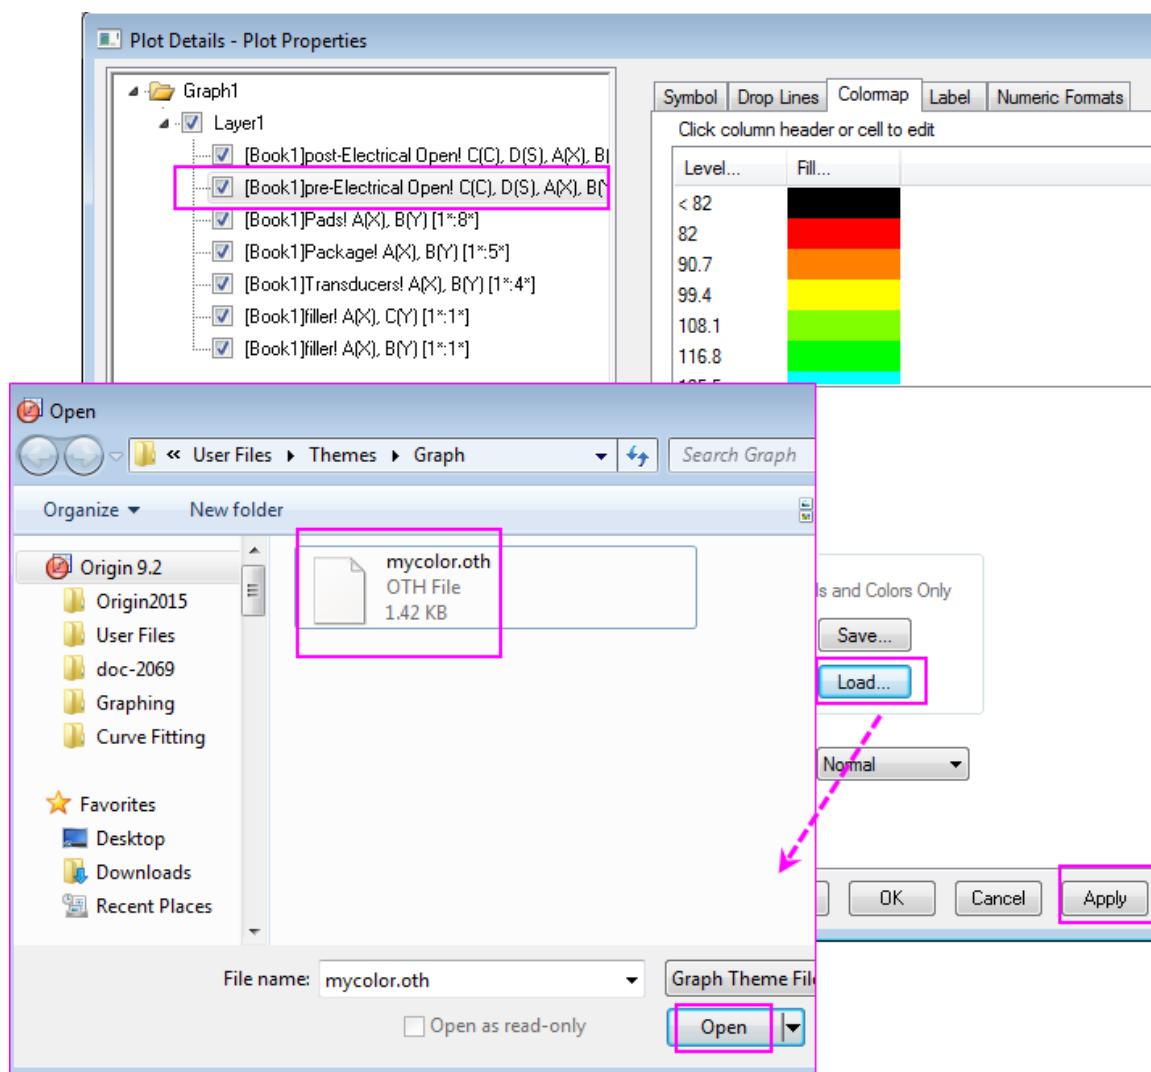 Plot Details - Plot Properties
Graph1
Layer1
[Book1]post-Electrical Open! C(C), D(S), A(X), B(
[Book1]pre-Electrical Open! C(C), D(S), A(X), B(Y
[Book1]Pads! A(X), B(Y) [1*:8*]
[Book1]Package! A(X), B(Y) [1*:5*]
[Book1]Transducers! A(X), B(Y) [1*:4*]
[Book1]filler! A(X), C(Y) [1*:1*]
[Book1]filler! A(X), B(Y) [1*:1*]
Symbol Drop Lines Colormap Label Numeric Formats
Click column header or cell to edit
Level... Fill...
< 82
82
90.7
99.4
108.1
116.8
Open
« User Files Themes Graph
Search Graph
Organize New folder
Origin 9.2
Origin2015
User Files
doc-2069
Graphing
Curve Fitting
Favorites
Desktop
Downloads
Recent Places
mycolor.oth
OTH File
1.42 KB
ls and Colors Only
Save...
Load...
Normal
OK Cancel Apply
File name: mycolor.oth
Graph Theme File
Open as read-only
Open